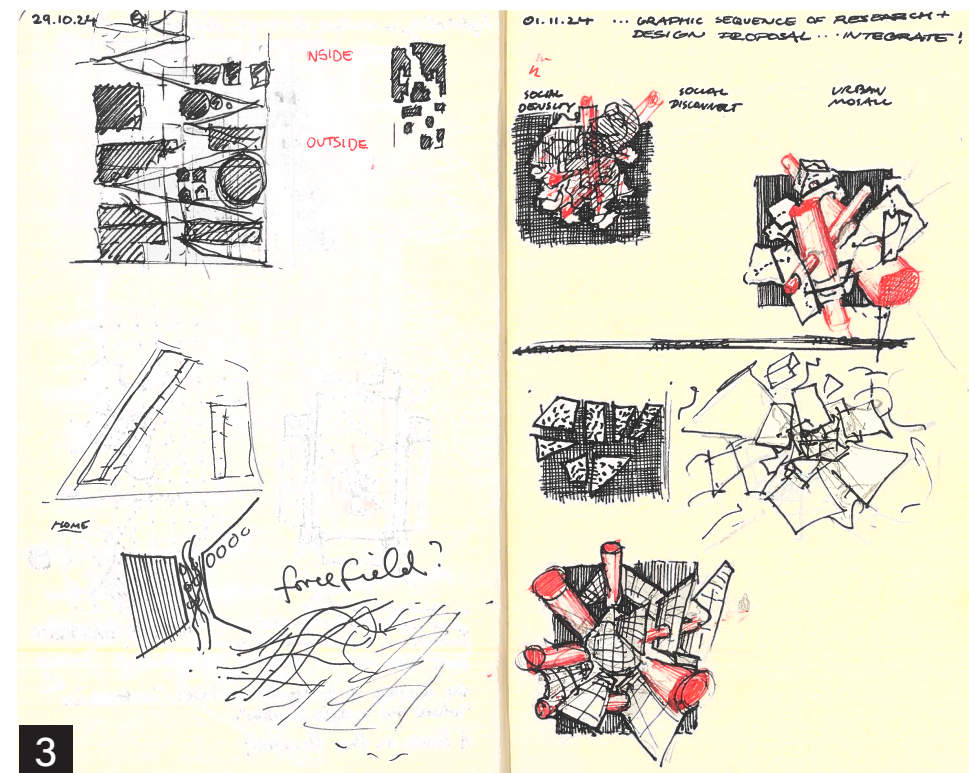 29.10.24
INSIDE
OUTSIDE
HOME
forcefield?
01.11.24 ... GRAPHIC SEQUENCE OF RESEARCH +
DESIGN PROPOSAL ... INTEGRATE!
SOCIAL
DENSITY
SOCIAL
DISCONNECT
URBAN
MOSAIC
3